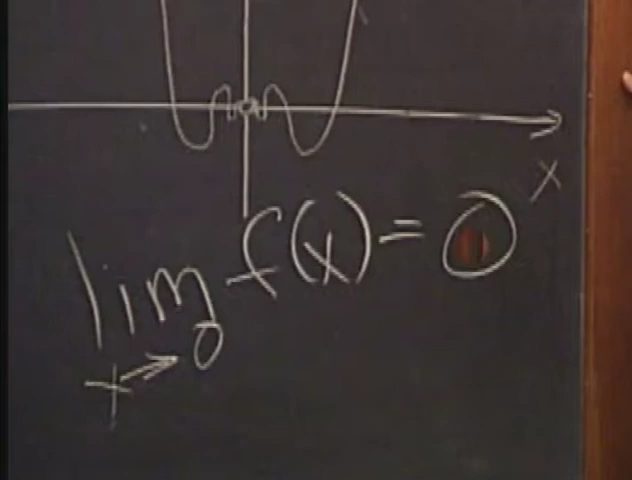 x
lim f(x) = 0
x → 0